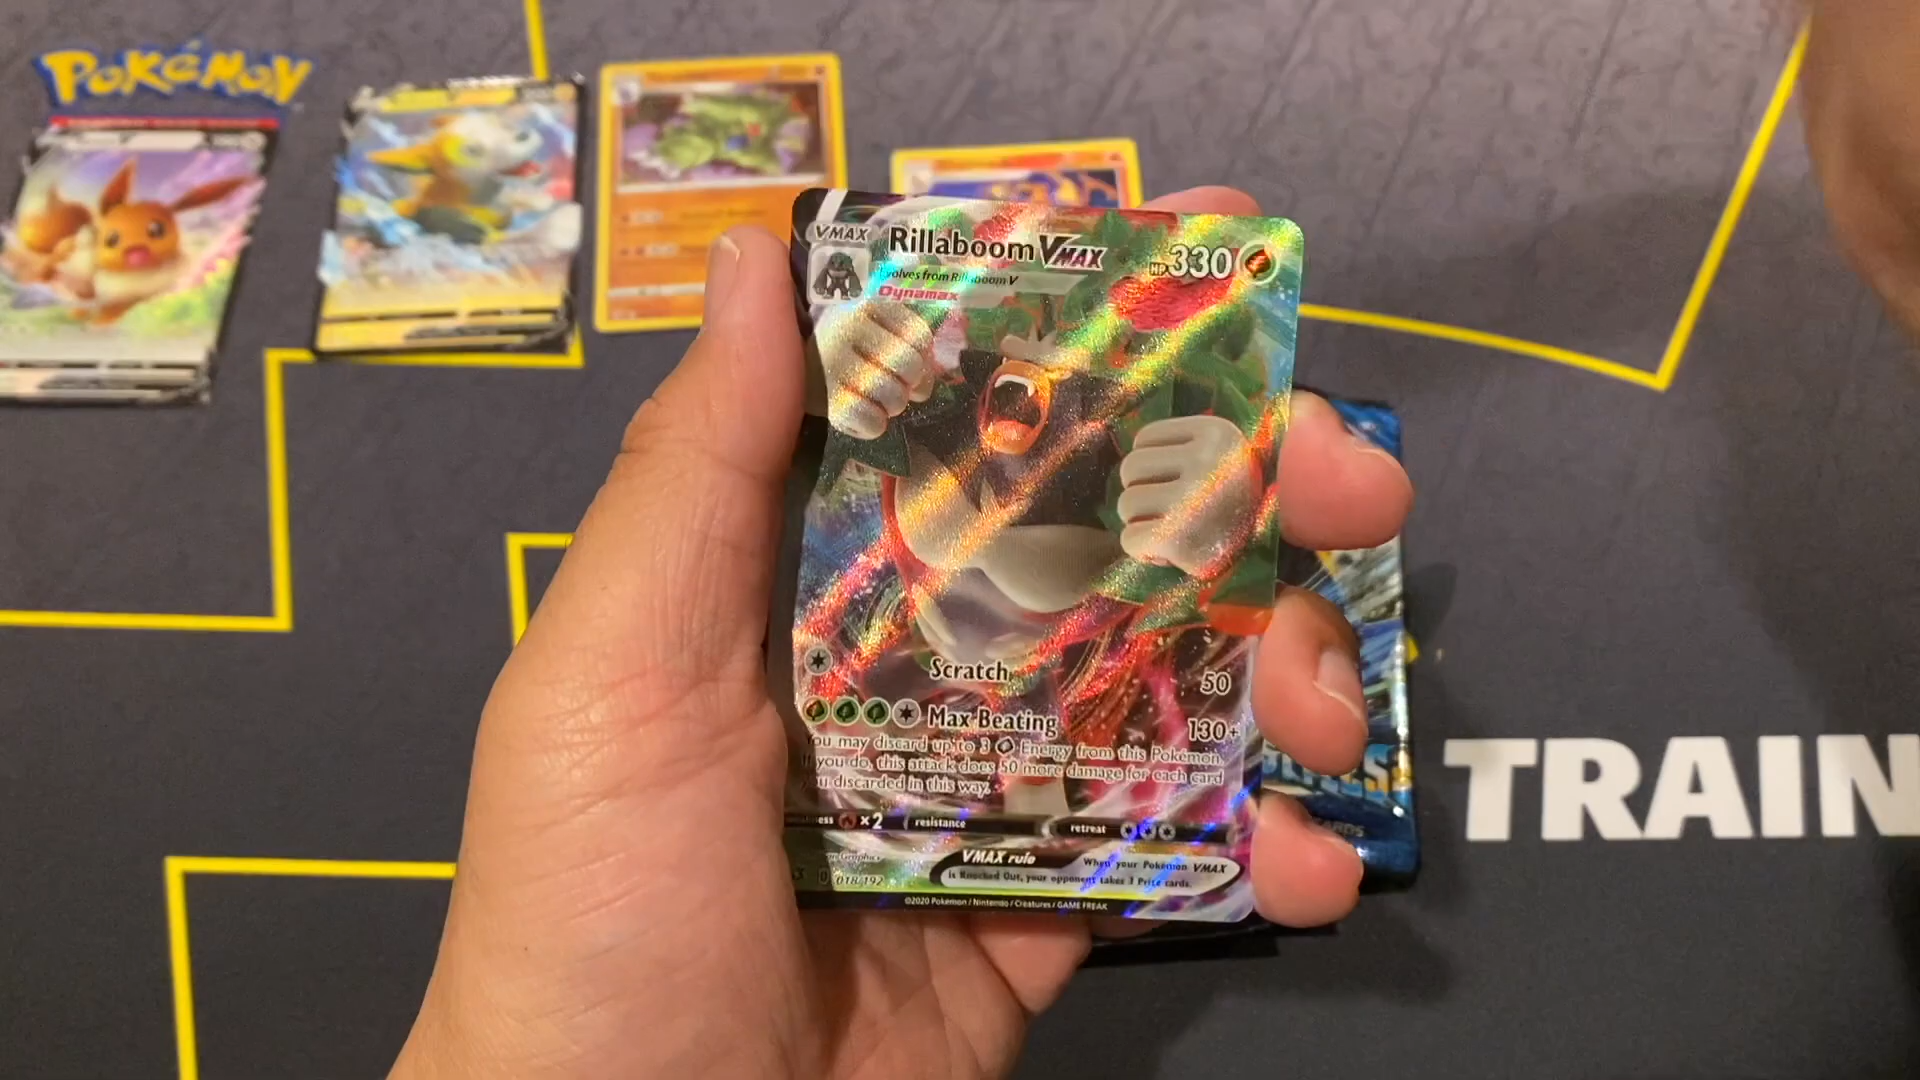 POKÉMON
VMAX
Rillaboom VMAX
HP 330
volves from Rillaboom V
Dynamax
Scratch 50
Max Beating 130+
You may discard up to 3 Energy from this Pokémon.
If you do, this attack does 50 more damage for each card
you discarded in this way.
weakness ×2 resistance retreat
VMAX rule When your Pokémon VMAX
is Knocked Out, your opponent takes 3 Prize cards.
018/192
©2020 Pokémon / Nintendo / Creatures / GAME FREAK
TRAIN